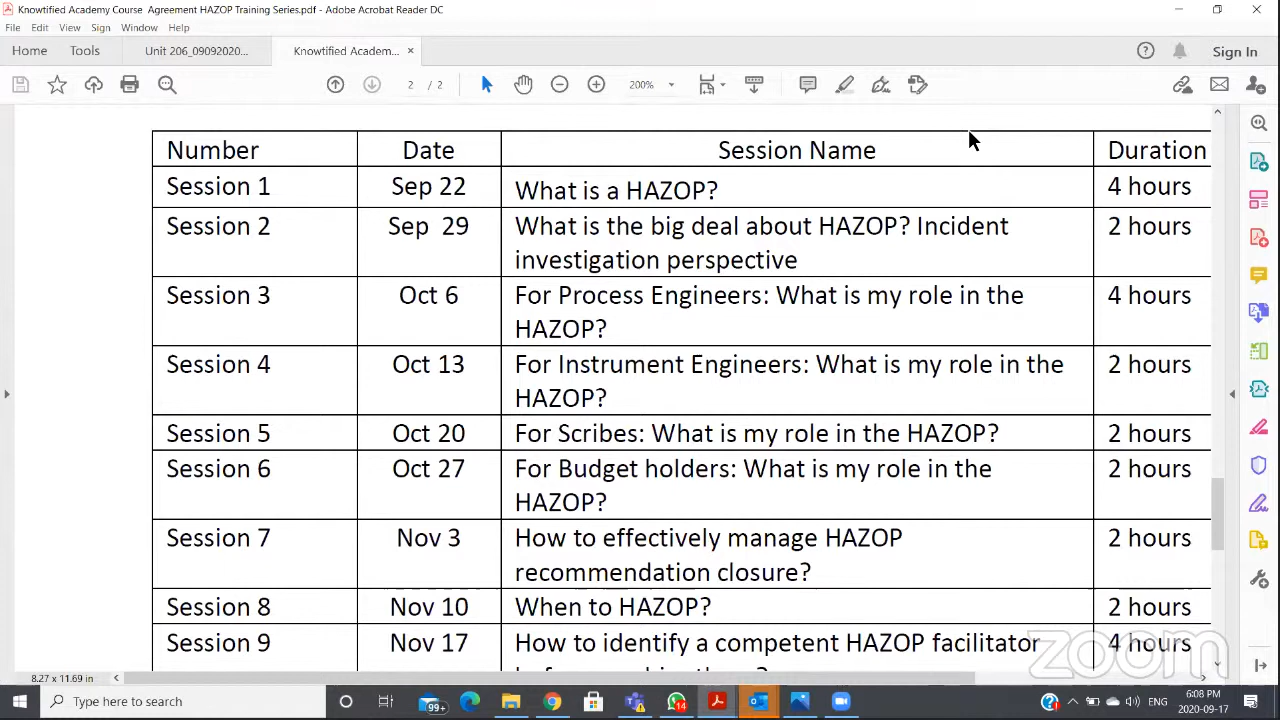 Knowtified Academy Course Agreement HAZOP Training Series.pdf - Adobe Acrobat Reader DC
File Edit View Sign Window Help
Home Tools Unit 206_09092020... Knowtified Academ... × Sign In
2 / 2 200%
Number Date Session Name Duration
Session 1 Sep 22 What is a HAZOP? 4 hours
Session 2 Sep 29 What is the big deal about HAZOP? Incident 2 hours
investigation perspective
Session 3 Oct 6 For Process Engineers: What is my role in the 4 hours
HAZOP?
Session 4 Oct 13 For Instrument Engineers: What is my role in the 2 hours
HAZOP?
Session 5 Oct 20 For Scribes: What is my role in the HAZOP? 2 hours
Session 6 Oct 27 For Budget holders: What is my role in the 2 hours
HAZOP?
Session 7 Nov 3 How to effectively manage HAZOP 2 hours
recommendation closure?
Session 8 Nov 10 When to HAZOP? 2 hours
Session 9 Nov 17 How to identify a competent HAZOP facilitator 4 hours
zoom
8.27 x 11.69 in
Type here to search 99+ 14 ENG 6:08 PM
2020-09-17